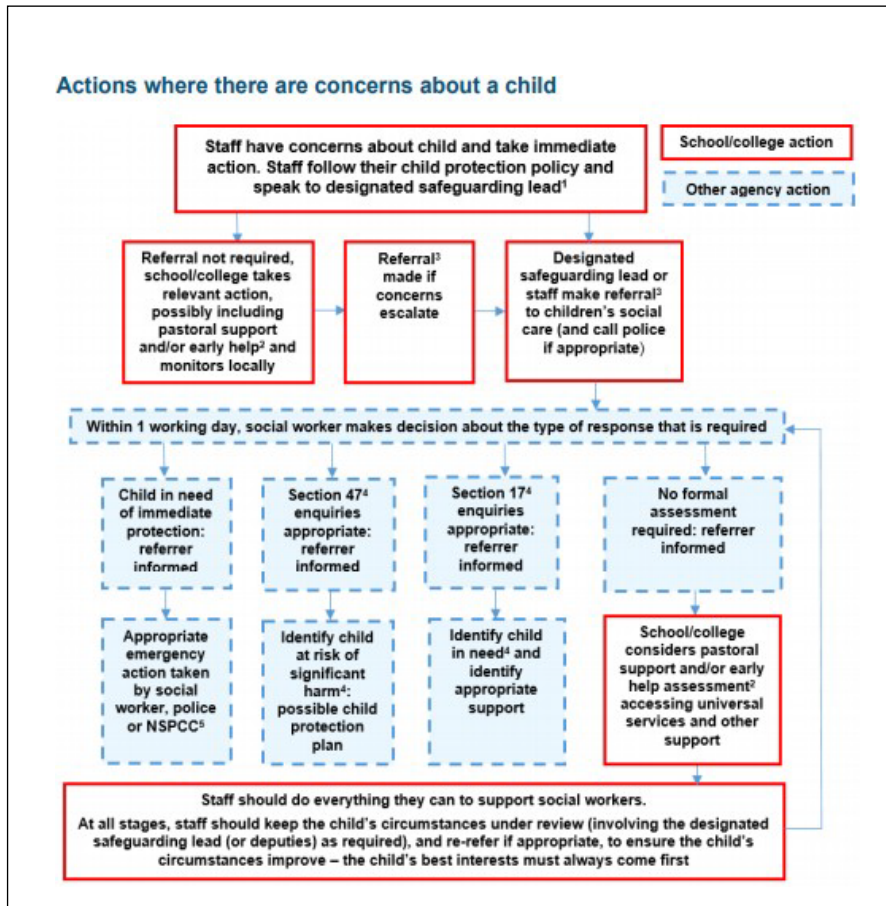 Actions where there are concerns about a child
Staff have concerns about child and take immediate
action. Staff follow their child protection policy and
speak to designated safeguarding lead¹
School/college action
Other agency action
Referral not required,
school/college takes
relevant action,
possibly including
pastoral support
and/or early help² and
monitors locally
Referral³
made if
concerns
escalate
Designated
safeguarding lead or
staff make referral³
to children's social
care (and call police
if appropriate)
Within 1 working day, social worker makes decision about the type of response that is required
Child in need
of immediate
protection:
referrer
informed
Section 47⁴
enquiries
appropriate:
referrer
informed
Section 17⁴
enquiries
appropriate:
referrer
informed
No formal
assessment
required: referrer
informed
Appropriate
emergency
action taken
by social
worker, police
or NSPCC⁵
Identify child
at risk of
significant
harm⁴:
possible child
protection
plan
Identify child
in need⁴ and
identify
appropriate
support
School/college
considers pastoral
support and/or early
help assessment²
accessing universal
services and other
support
Staff should do everything they can to support social workers.
At all stages, staff should keep the child's circumstances under review (involving the designated
safeguarding lead (or deputies) as required), and re-refer if appropriate, to ensure the child's
circumstances improve – the child's best interests must always come first